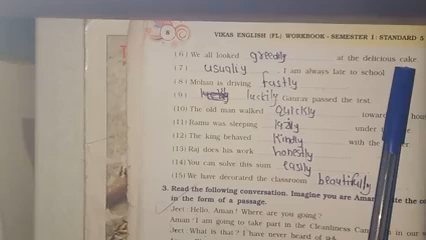 8
VIKAS ENGLISH (FL) WORKBOOK - SEMESTER I : STANDARD 5
(6) We all looked greedily at the delicious cake.
(7) usually I am always late to school
(8) Mohan is driving fastly
(9) luckily Gaurav passed the test.
(10) The old man walked quickly
(11) Ramu was sleeping under
(12) The king behaved kindly with the
(13) Raj does his work honestly
(14) You can solve this sum easily
(15) We have decorated the classroom beautifully
3. Read the following conversation. Imagine you are
in the form of a passage.
Jeet : Hello, Aman! Where are you going?
Aman : I am going to take part in the Cleanliness in our
Jeet : What is that? I have never heard of